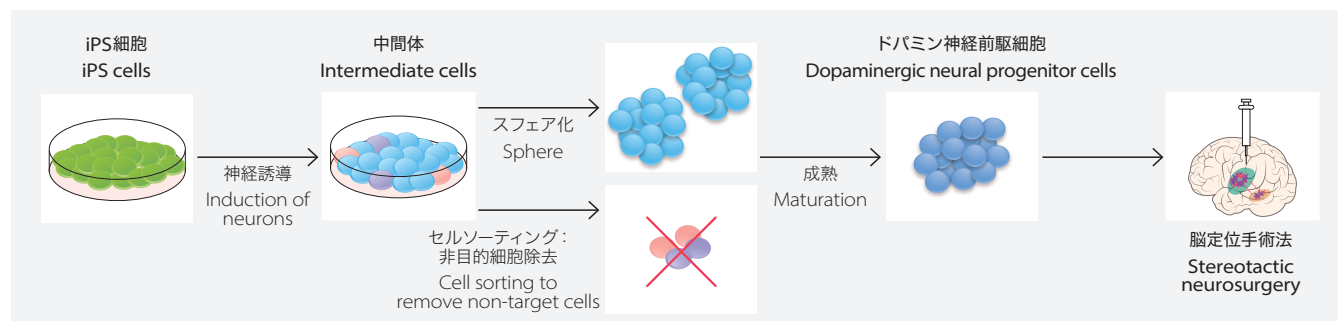 iPS細胞
iPS cells
神経誘導
Induction of
neurons
中間体
Intermediate cells
スフェア化
Sphere
セルソーティング：
非目的細胞除去
Cell sorting to
remove non-target cells
成熟
Maturation
ドパミン神経前駆細胞
Dopaminergic neural progenitor cells
脳定位手術法
Stereotactic
neurosurgery